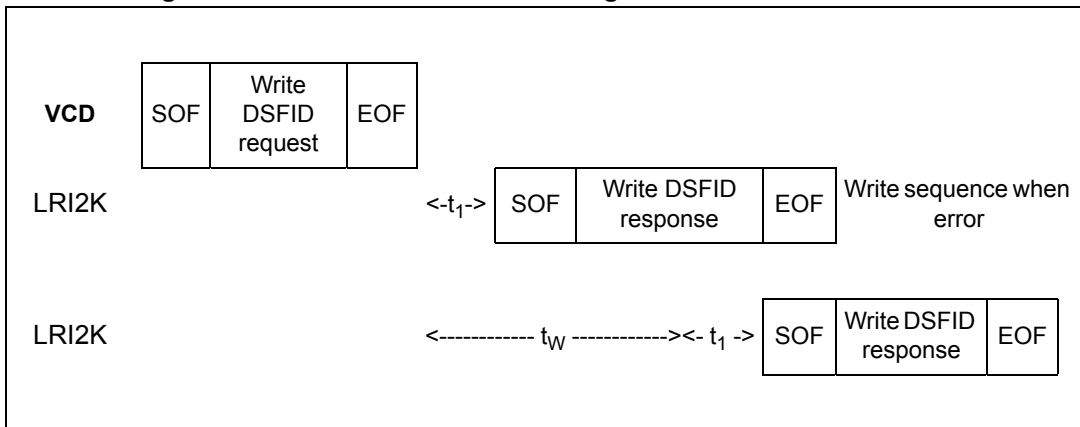 Write
VCD SOF DSFID EOF
request
LRI2K <-t1-> SOF Write DSFID EOF Write sequence when
response error
LRI2K <------------ tW ------------><- t1 -> SOF Write DSFID EOF
response